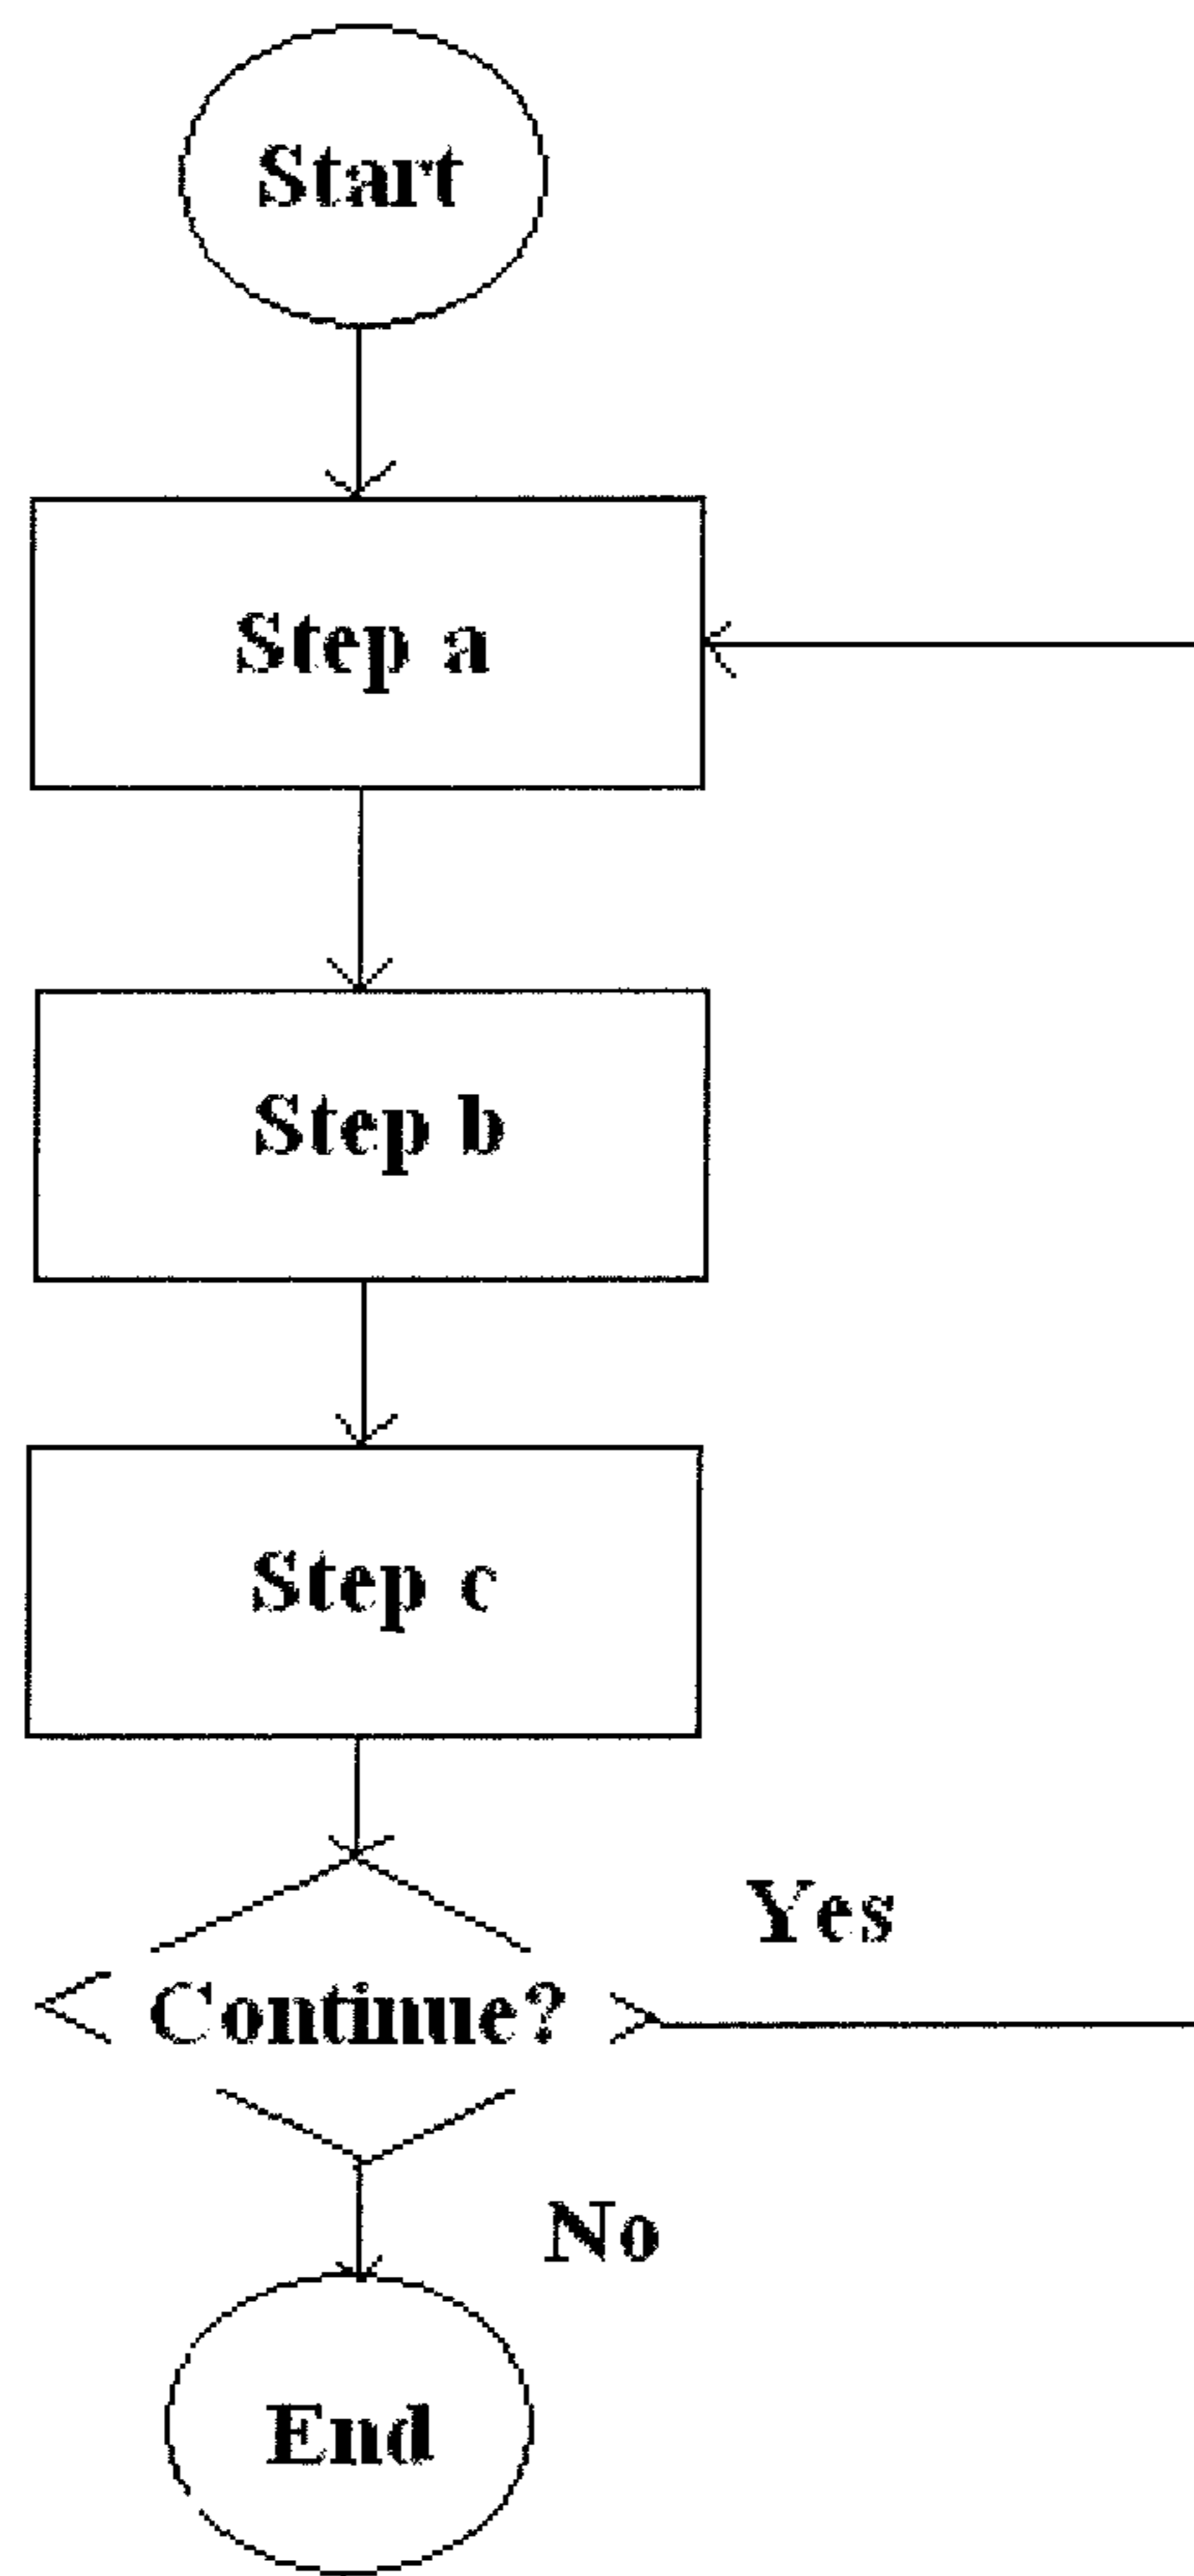 Start
Step a
Step b
Step c
Yes
Continue?
No
End